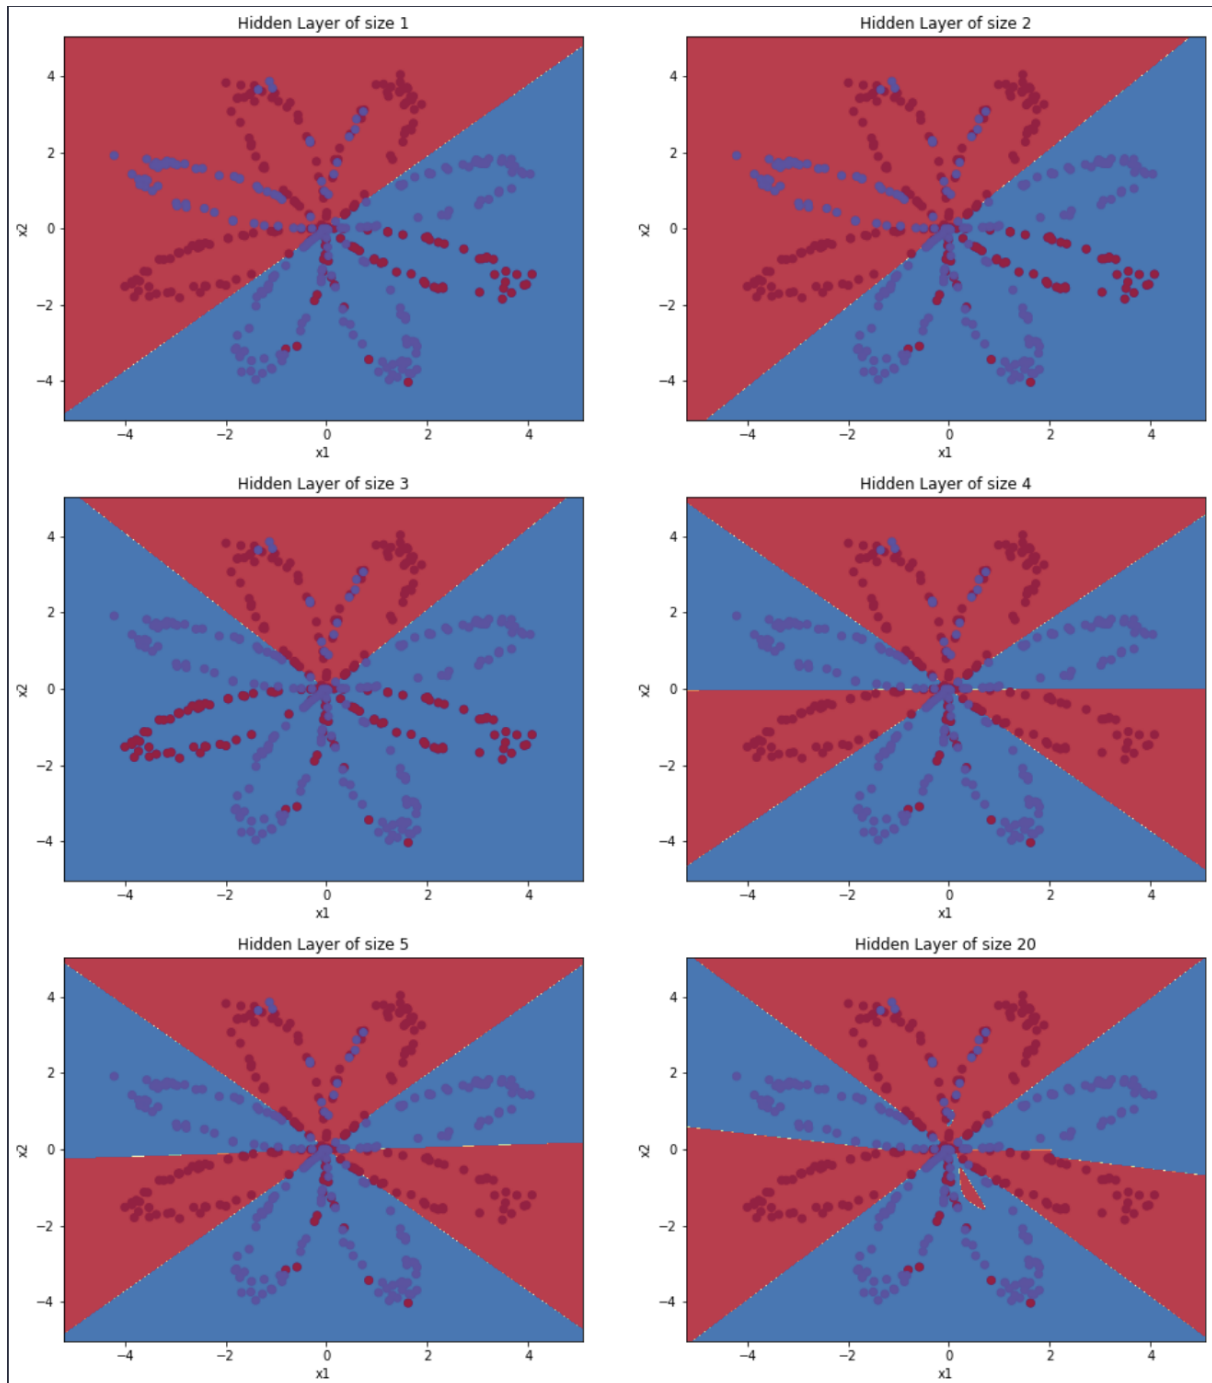 Hidden Layer of size 1
4
2
0
−2
−4
x2
−4 −2 0 2 4
x1
Hidden Layer of size 2
4
2
0
−2
−4
x2
−4 −2 0 2 4
x1
Hidden Layer of size 3
4
2
0
−2
−4
x2
−4 −2 0 2 4
x1
Hidden Layer of size 4
4
2
0
−2
−4
x2
−4 −2 0 2 4
x1
Hidden Layer of size 5
4
2
0
−2
−4
x2
−4 −2 0 2 4
x1
Hidden Layer of size 20
4
2
0
−2
−4
x2
−4 −2 0 2 4
x1